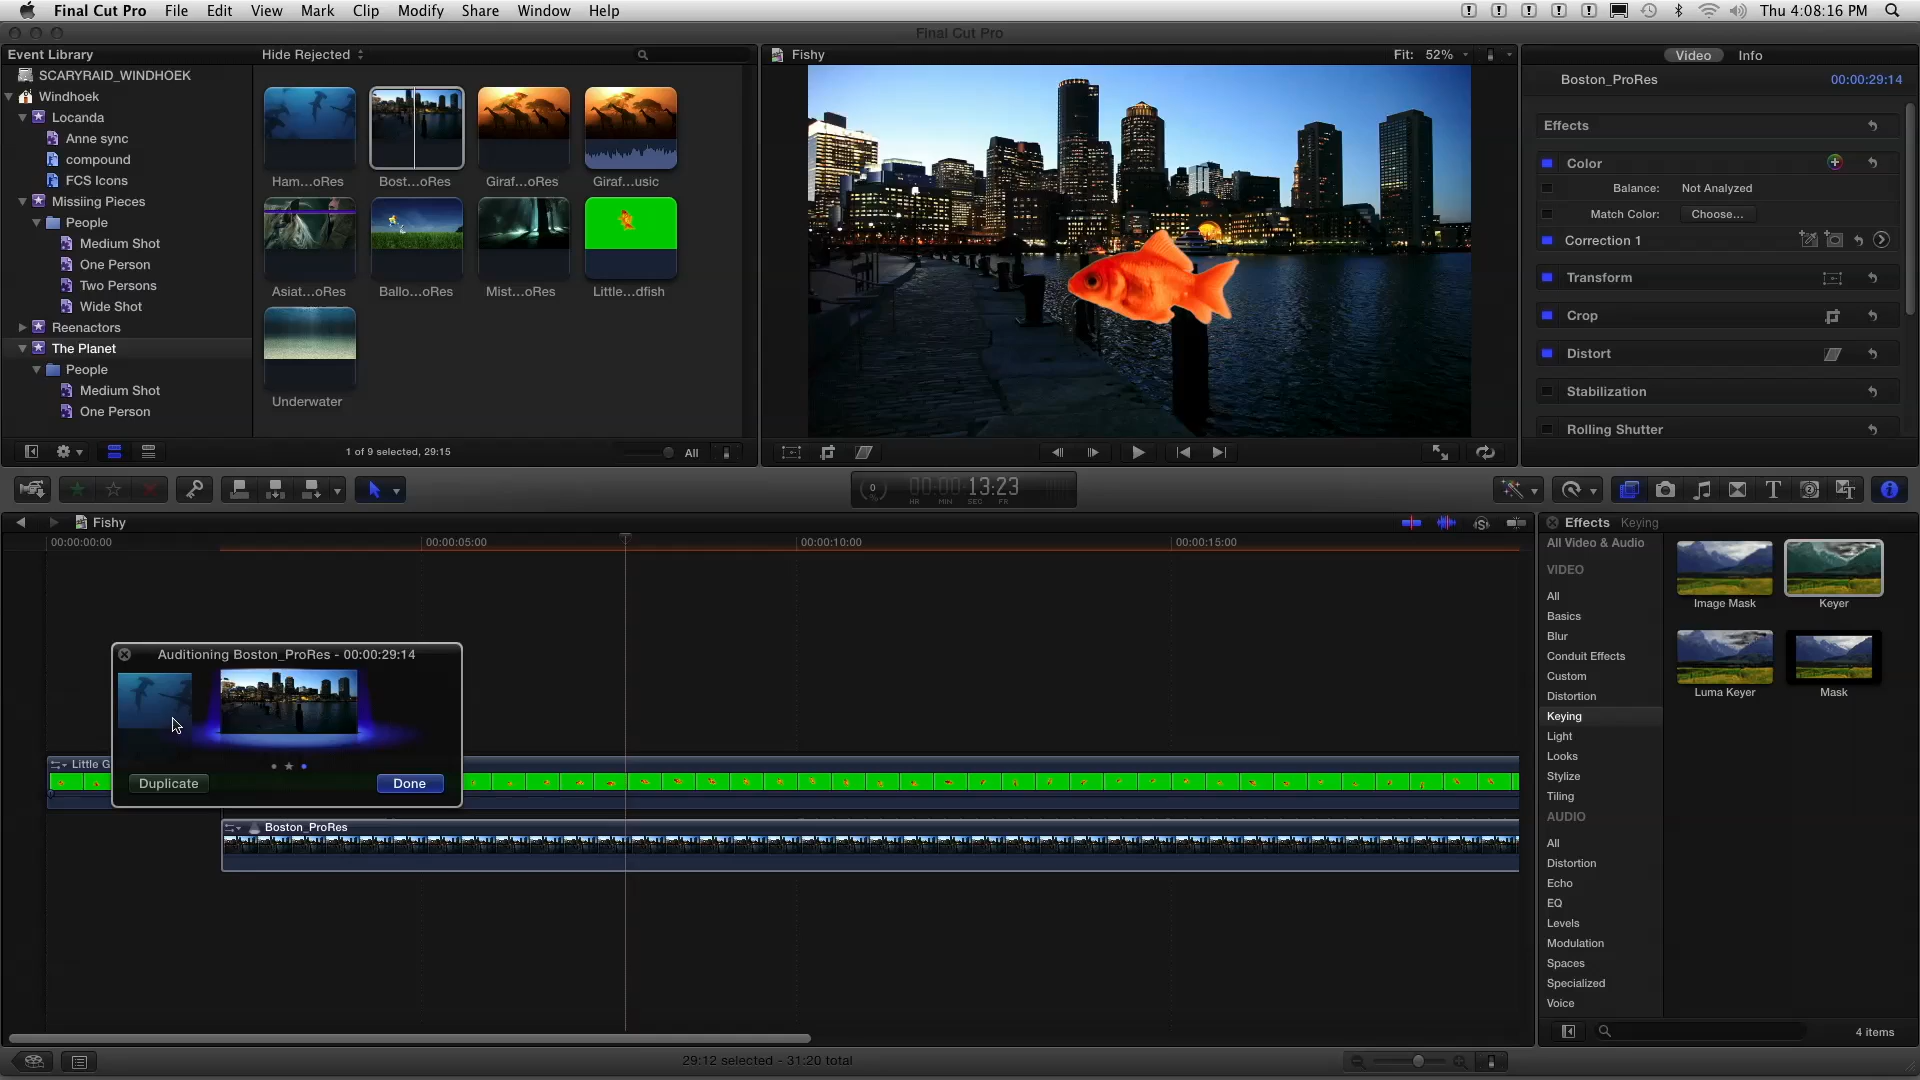 Final Cut Pro File Edit View Mark Clip Modify Share Window Help Thu 4:08:16 PM
Final Cut Pro
Event Library Hide Rejected
SCARYRAID_WINDHOEK
Windhoek
Locanda
Anne sync
compound
FCS Icons
Missiing Pieces
People
Medium Shot
One Person
Two Persons
Wide Shot
Reenactors
The Planet
People
Medium Shot
One Person
Ham...oRes Bost...oRes Giraf...oRes Giraf...usic
Asiat...oRes Ballo...oRes Mist...oRes Little...dfish
Underwater
1 of 9 selected, 29:15 All
Fishy Fit: 52%
Video Info
Boston_ProRes 00:00:29:14
Effects
Color
Balance: Not Analyzed
Match Color: Choose...
Correction 1
Transform
Crop
Distort
Stabilization
Rolling Shutter
0 00:00:13:23
HR MIN SEC FR
Fishy
00:00:00:00 00:00:05:00 00:00:10:00 00:00:15:00
Auditioning Boston_ProRes - 00:00:29:14
Duplicate Done
Little G
Boston_ProRes
Effects Keying
All Video & Audio
VIDEO
All
Basics
Blur
Conduit Effects
Custom
Distortion
Keying
Light
Looks
Stylize
Tiling
AUDIO
All
Distortion
Echo
EQ
Levels
Modulation
Spaces
Specialized
Voice
Image Mask Keyer
Luma Keyer Mask
4 items
29:12 selected - 31:20 total